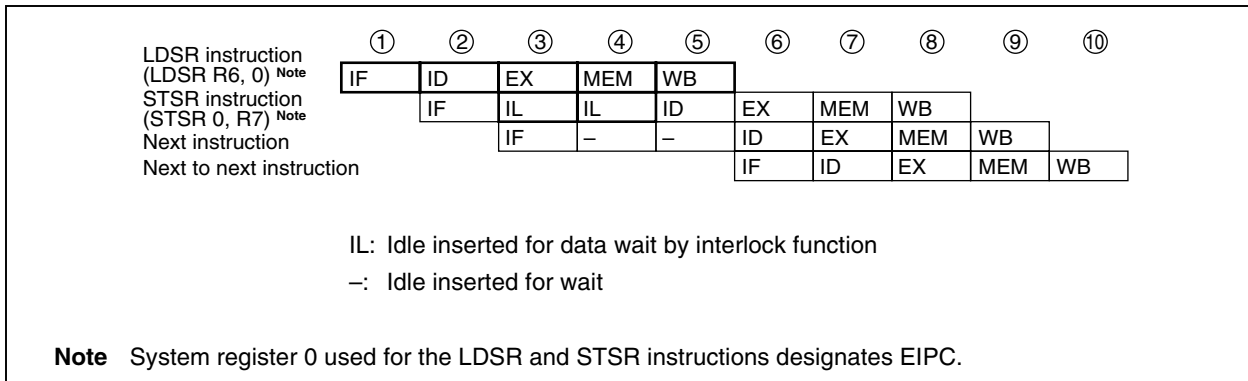 ① ② ③ ④ ⑤ ⑥ ⑦ ⑧ ⑨ ⑩
LDSR instruction
(LDSR R6, 0) Note IF ID EX MEM WB
STSR instruction
(STSR 0, R7) Note IF IL IL ID EX MEM WB
Next instruction IF – – ID EX MEM WB
Next to next instruction IF ID EX MEM WB
IL: Idle inserted for data wait by interlock function
–: Idle inserted for wait
Note System register 0 used for the LDSR and STSR instructions designates EIPC.